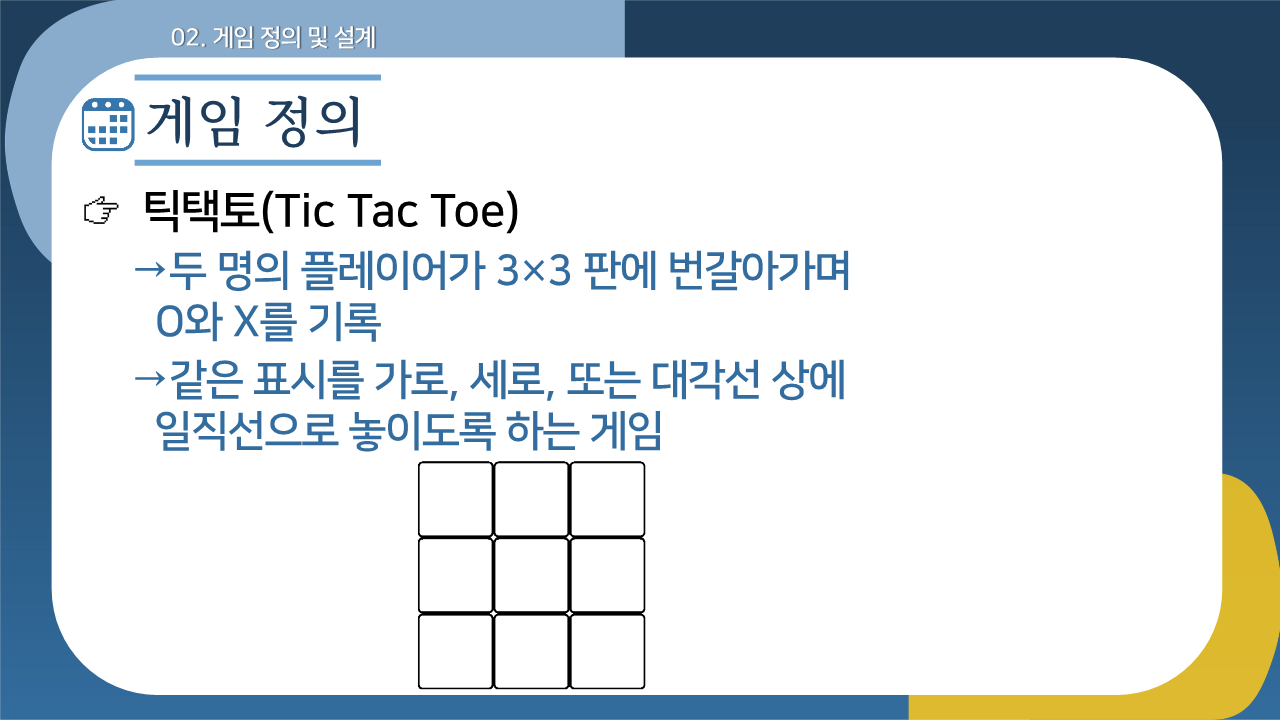 02. 게임 정의 및 설계
게임 정의
☞ 틱택토(Tic Tac Toe)
→두 명의 플레이어가 3×3 판에 번갈아가며
O와 X를 기록
→같은 표시를 가로, 세로, 또는 대각선 상에
일직선으로 놓이도록 하는 게임